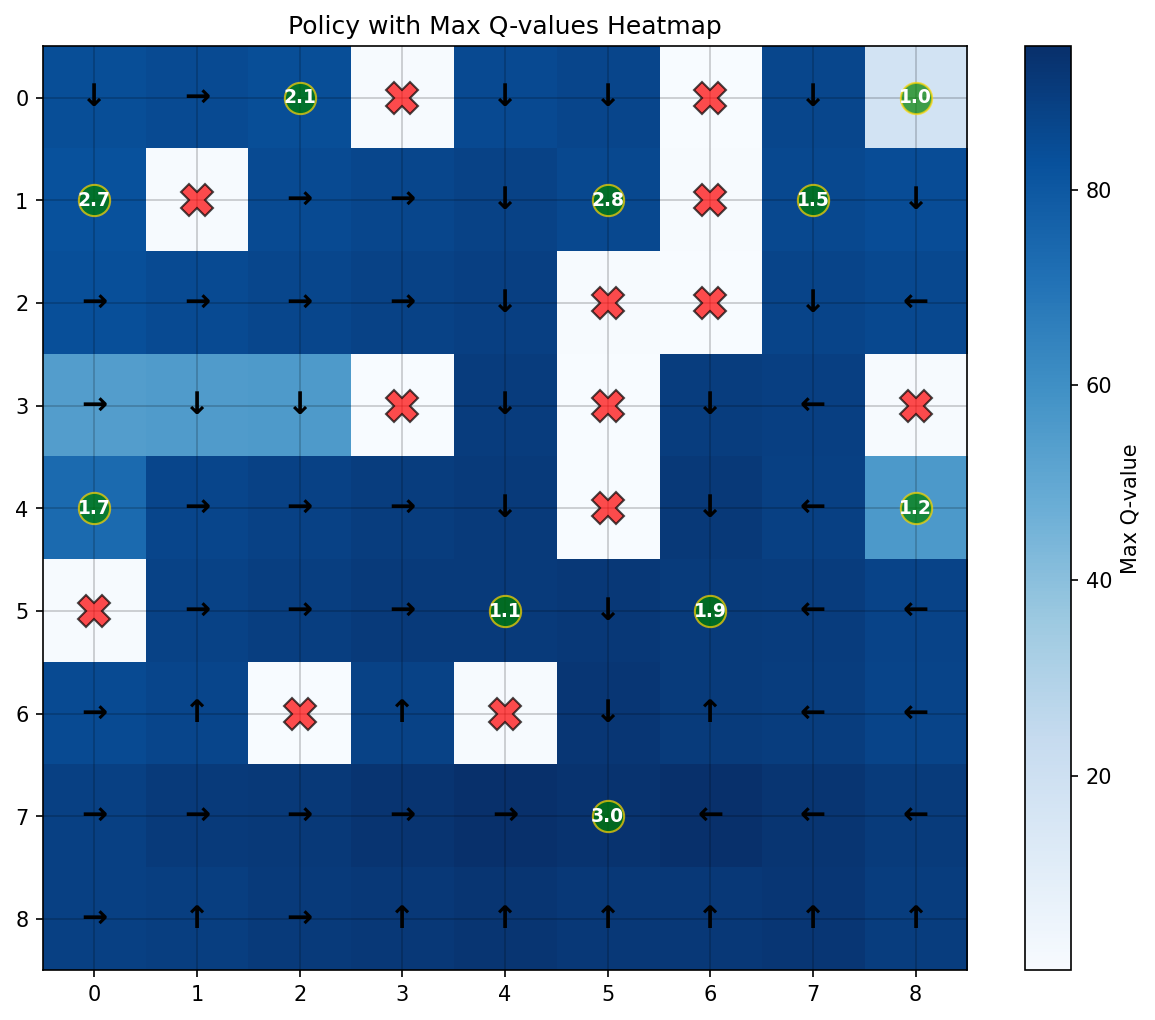 Policy with Max Q-values Heatmap
0 ↓ → 2.1 ✖ ↓ ↓ ✖ ↓ 1.0
1 2.7 ✖ → → ↓ 2.8 ✖ 1.5 ↓
2 → → → → ↓ ✖ ✖ ↓ ←
3 → ↓ ↓ ✖ ↓ ✖ ↓ ← ✖
4 1.7 → → → ↓ ✖ ↓ ← 1.2
5 ✖ → → → 1.1 ↓ 1.9 ← ←
6 → ↑ ✖ ↑ ✖ ↓ ↑ ← ←
7 → → → → → 3.0 ← ← ←
8 → ↑ → ↑ ↑ ↑ ↑ ↑ ↑
0 1 2 3 4 5 6 7 8
80
60
40
20
Max Q-value